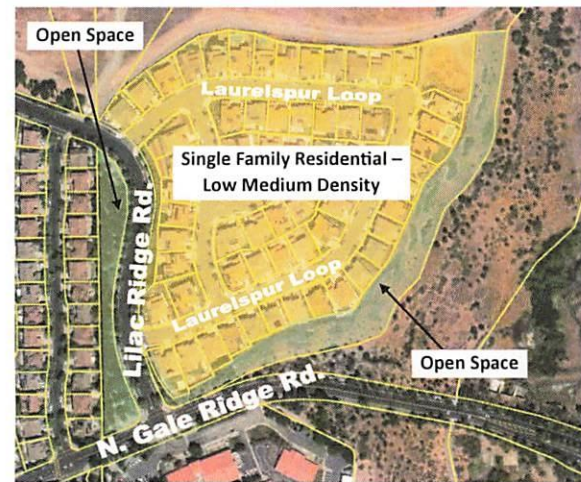 Open Space
Laurelspur Loop
Single Family Residential –
Low Medium Density
Lilac Ridge Rd.
Laurelspur Loop
Open Space
N. Gale Ridge Rd.